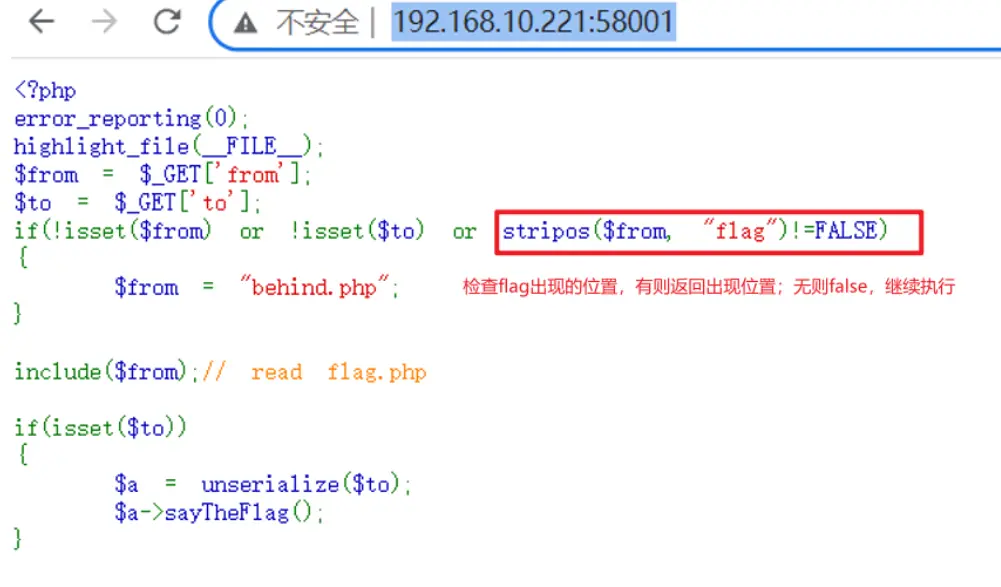 不安全 | 192.168.10.221:58001
<?php
error_reporting(0);
highlight_file(__FILE__);
$from = $_GET['from'];
$to = $_GET['to'];
if(!isset($from) or !isset($to) or stripos($from, "flag")!=FALSE)
{
$from = "behind.php"; 检查flag出现的位置，有则返回出现位置；无则false，继续执行
}
include($from);// read flag.php
if(isset($to))
{
$a = unserialize($to);
$a->sayTheFlag();
}